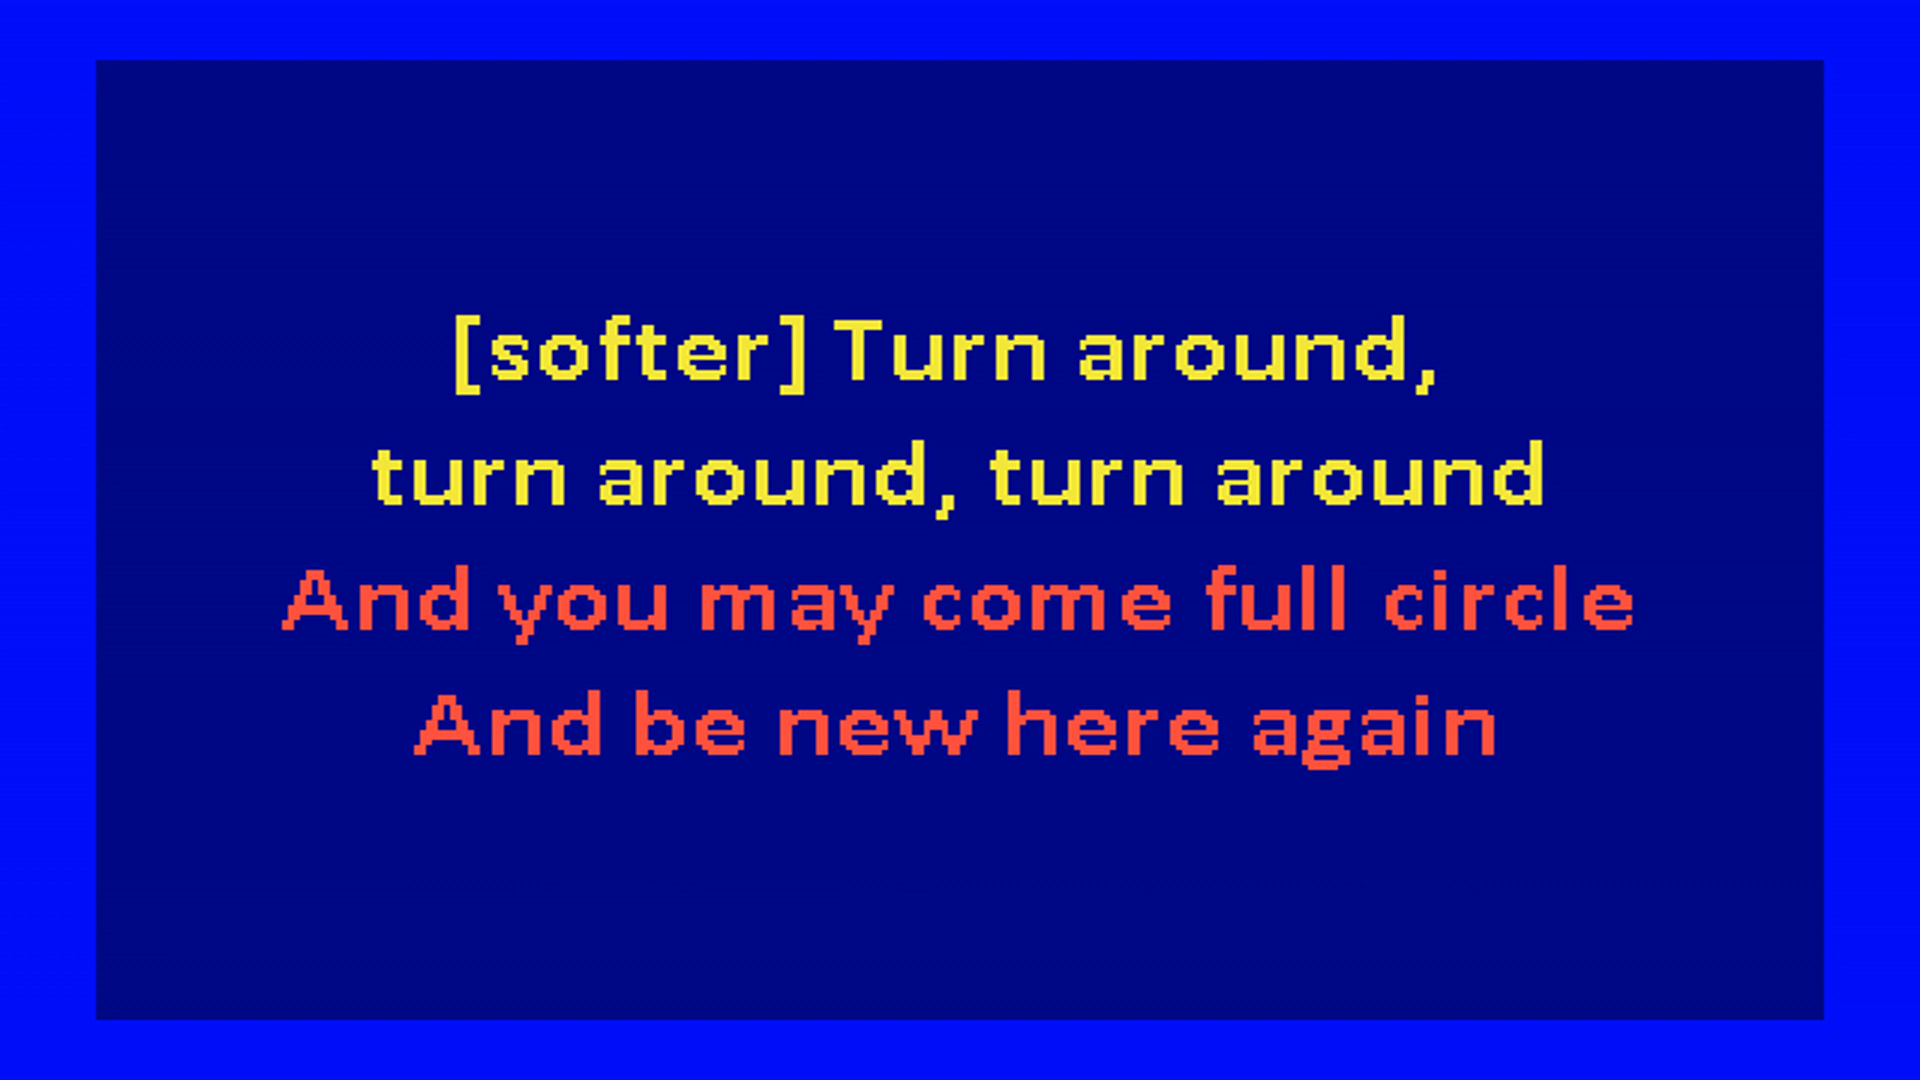 [softer] Turn around,
turn around, turn around
And you may come full circle
And be new here again